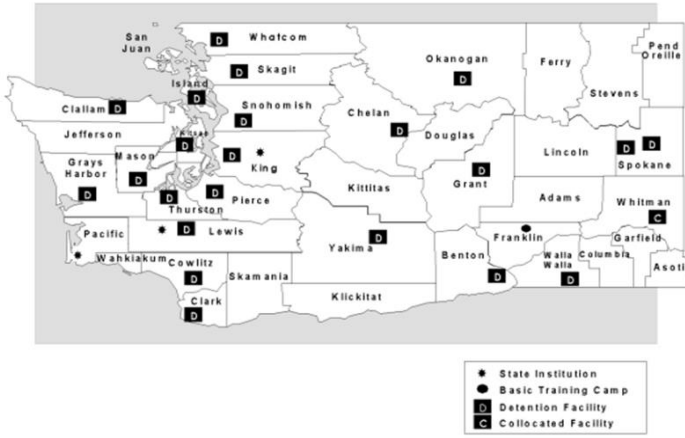 San
Juan
Whatcom
Island
Skagit
Okanogan
Ferry
Pend
Oreille
Stevens
Clallam
D
D
D
D
D
Snohomish
D
Chelan
D
Douglas
Jefferson
D
Mason
D
Grays
Harbor
D
D
King
Lincoln
D
D
Spokane
Grant
D
Kittitas
Adams
Pierce
D
D
Thurston
Whitman
C
Pacific
Lewis
D
Yakima
D
Franklin
Garfield
Benton
D
Walla
Walla
D
Columbia
Wahkiakum
Cowlitz
D
Skamania
Asoti
Clark
D
Klickitat
State Institution
Basic Training Camp
D Detention Facility
C Collocated Facility